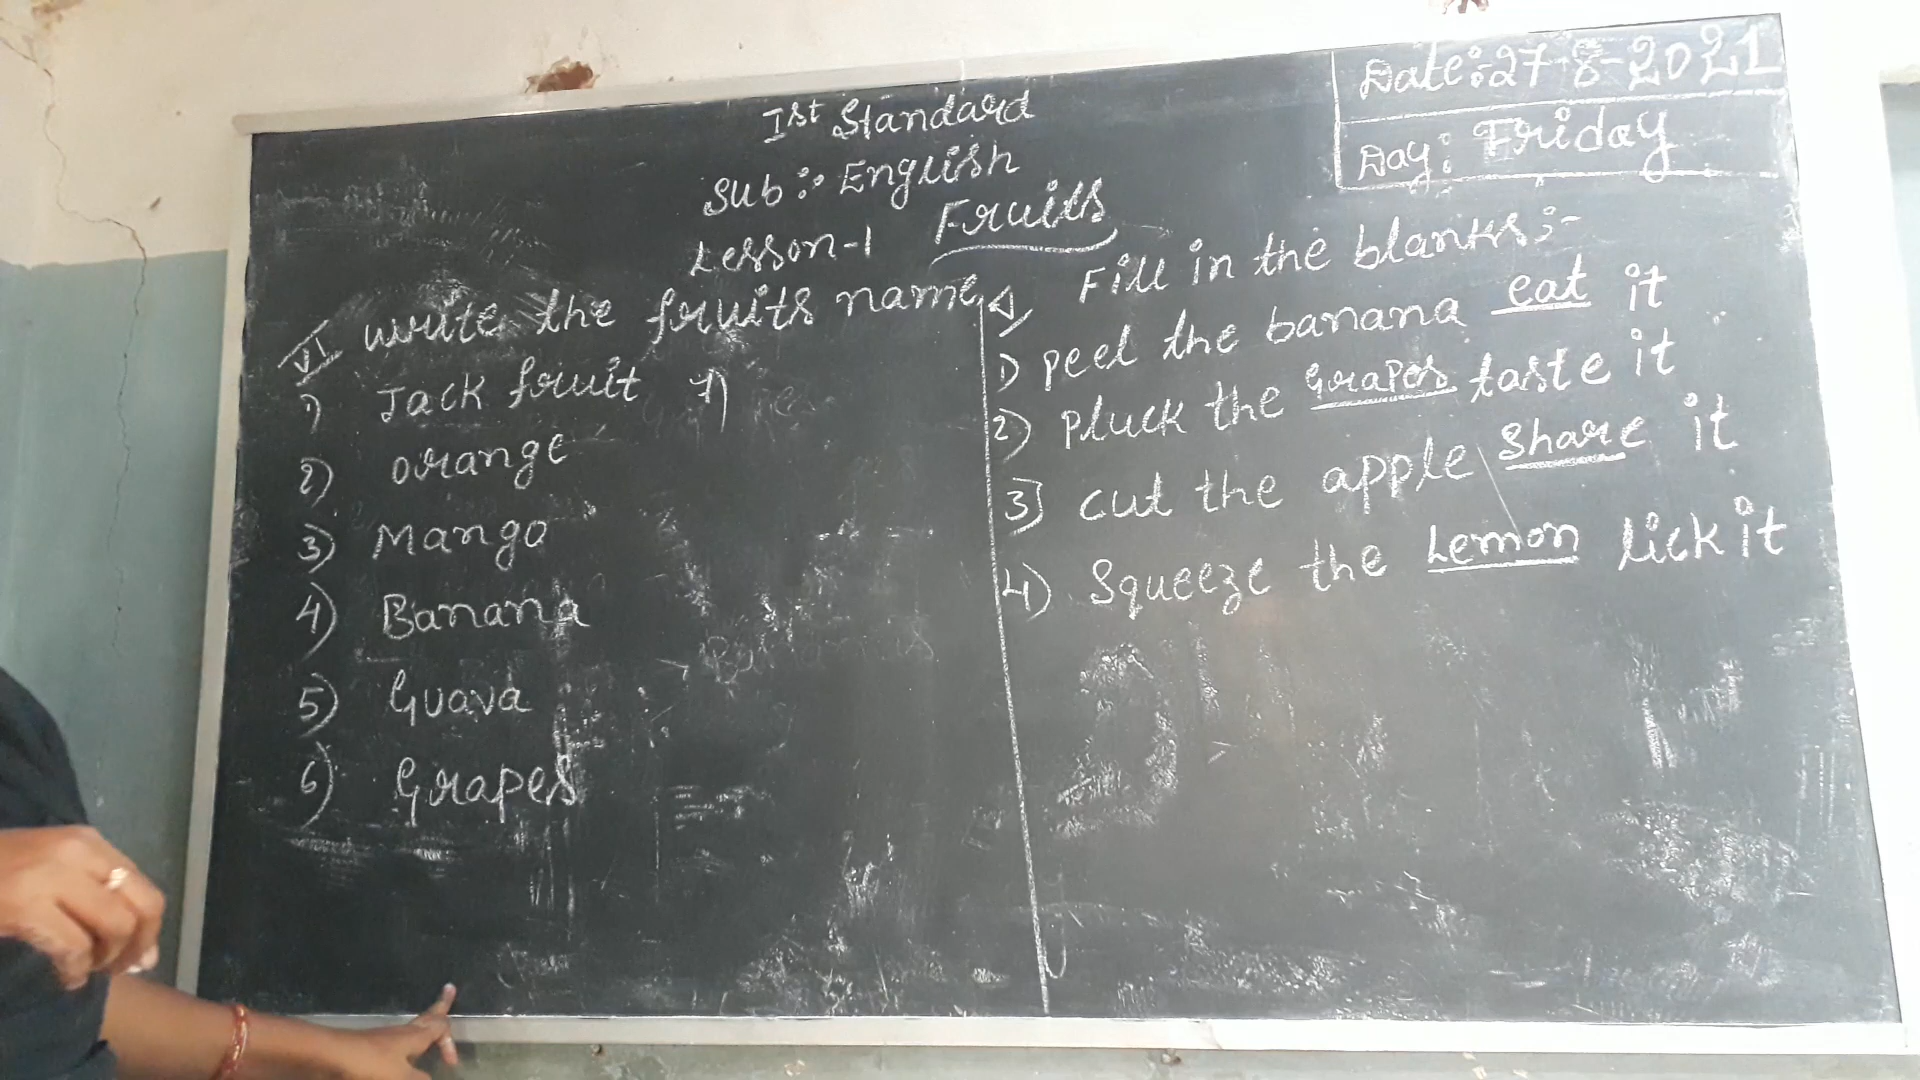 Ist Standard
Sub : English
Lesson-1 Fruits
Date: 27-8-2021
Day: Friday
VI write the fruits name
1) Jack fruit 7)
2) orange
3) Mango
4) Banana
5) Guava
6) Grapes
Fill in the blanks :-
1) peel the banana eat it
2) Pluck the Grapes taste it
3) cut the apple Share it
4) Squeeze the Lemon lick it